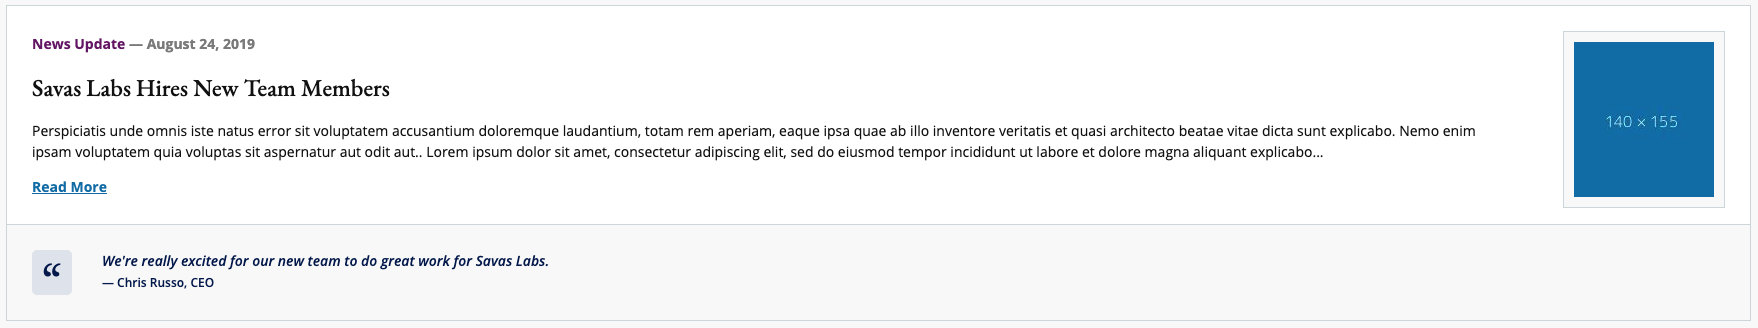 News Update — August 24, 2019
Savas Labs Hires New Team Members
Perspiciatis unde omnis iste natus error sit voluptatem accusantium doloremque laudantium, totam rem aperiam, eaque ipsa quae ab illo inventore veritatis et quasi architecto beatae vitae dicta sunt explicabo. Nemo enim
ipsam voluptatem quia voluptas sit aspernatur aut odit aut.. Lorem ipsum dolor sit amet, consectetur adipiscing elit, sed do eiusmod tempor incididunt ut labore et dolore magna aliquant explicabo...
Read More
140 × 155
“
We're really excited for our new team to do great work for Savas Labs.
— Chris Russo, CEO